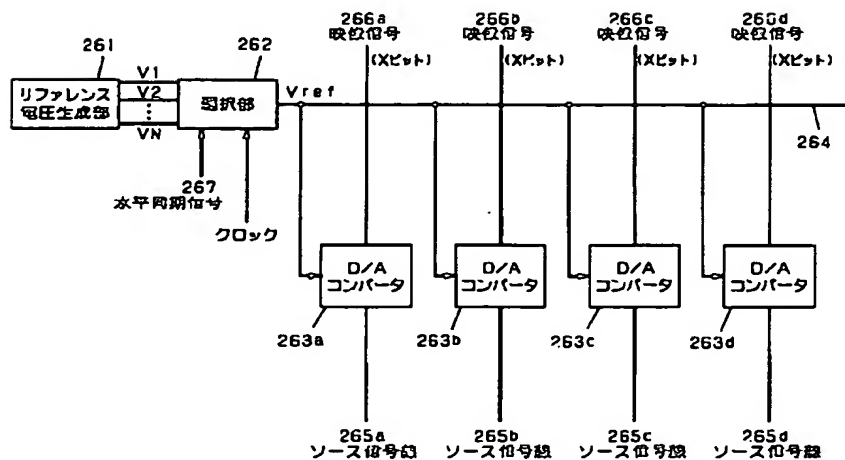 266a
映像信号
(Xビット)
266b
映像信号
(Xビット)
266c
映像信号
(Xビット)
266d
映像信号
(Xビット)
261
リファレンス
電圧生成部
V1
V2
VN
262
選択部
Vref
264
267
水平同期信号
クロック
D/A
コンバータ
D/A
コンバータ
D/A
コンバータ
D/A
コンバータ
263a
263b
263c
263d
265a
ソース信号線
265b
ソース信号線
265c
ソース信号線
265d
ソース信号線